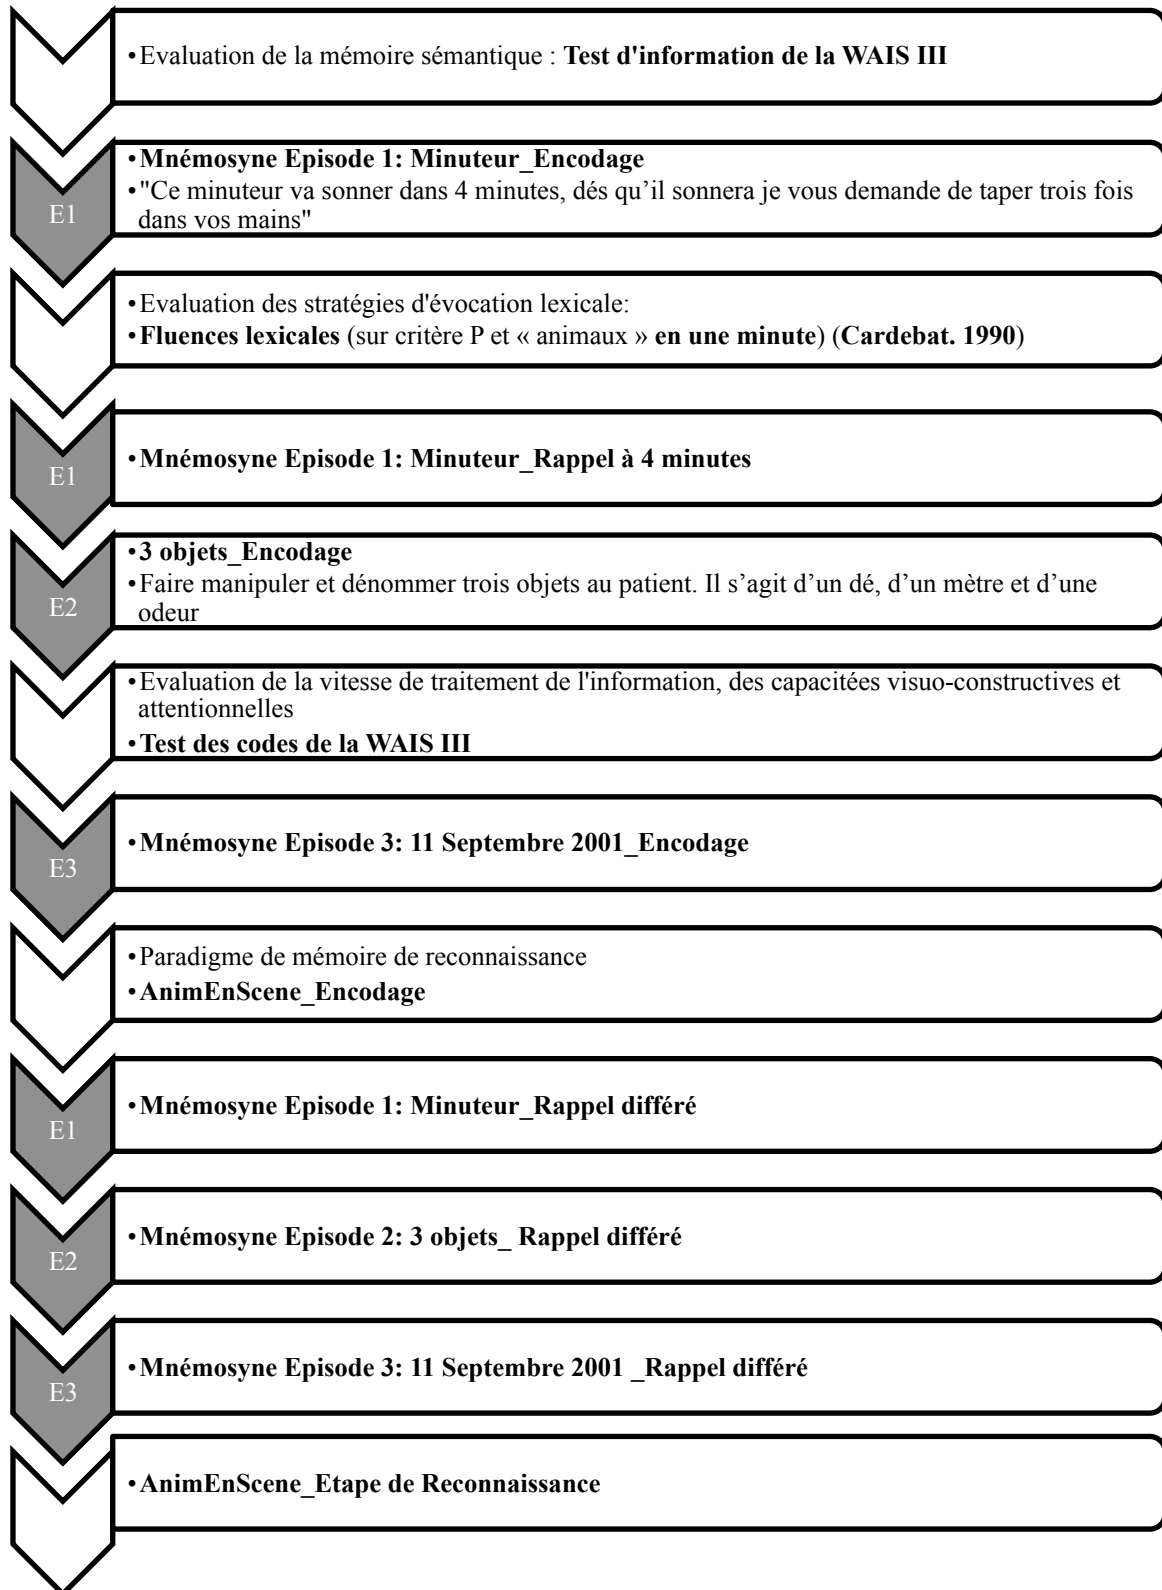 •Evaluation de la mémoire sémantique : Test d'information de la WAIS III
E1
•Mnémosyne Episode 1: Minuteur_Encodage
•"Ce minuteur va sonner dans 4 minutes, dés qu’il sonnera je vous demande de taper trois fois
dans vos mains"
•Evaluation des stratégies d'évocation lexicale:
•Fluences lexicales (sur critère P et « animaux » en une minute) (Cardebat. 1990)
E1
•Mnémosyne Episode 1: Minuteur_Rappel à 4 minutes
E2
•3 objets_Encodage
•Faire manipuler et dénommer trois objets au patient. Il s’agit d’un dé, d’un mètre et d’une
odeur
•Evaluation de la vitesse de traitement de l'information, des capacitées visuo-constructives et
attentionnelles
•Test des codes de la WAIS III
E3
•Mnémosyne Episode 3: 11 Septembre 2001_Encodage
•Paradigme de mémoire de reconnaissance
•AnimEnScene_Encodage
E1
•Mnémosyne Episode 1: Minuteur_Rappel différé
E2
•Mnémosyne Episode 2: 3 objets_ Rappel différé
E3
•Mnémosyne Episode 3: 11 Septembre 2001 _Rappel différé
•AnimEnScene_Etape de Reconnaissance